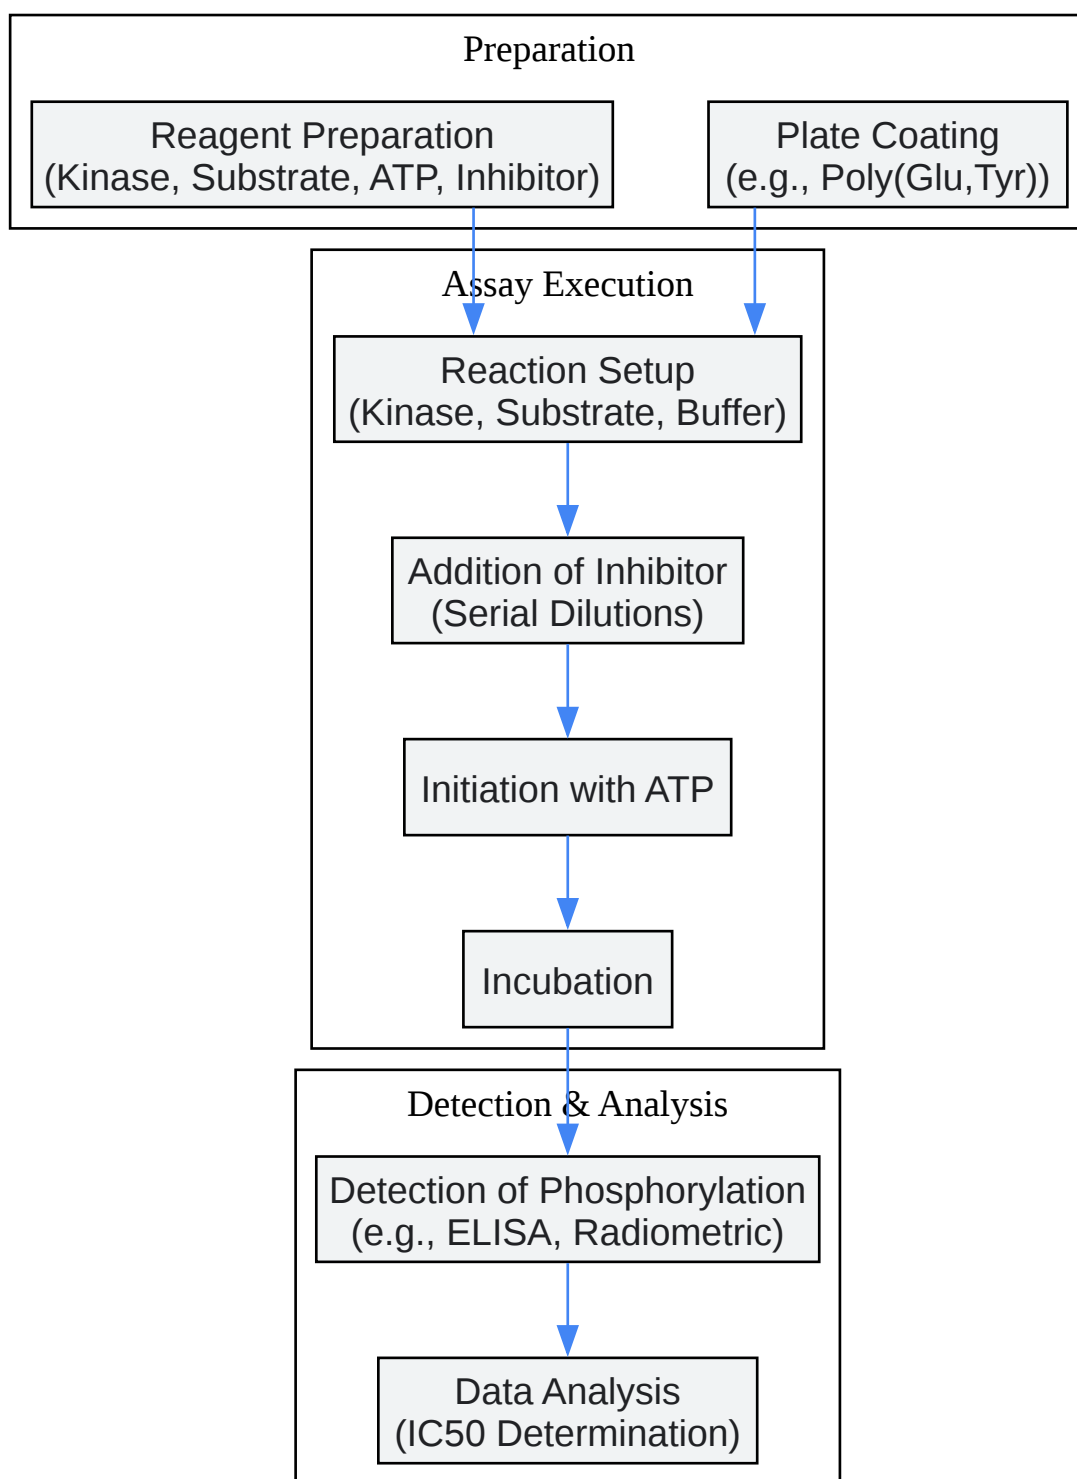 Preparation
Reagent Preparation
(Kinase, Substrate, ATP, Inhibitor)
Plate Coating
(e.g., Poly(Glu,Tyr))
Assay Execution
Reaction Setup
(Kinase, Substrate, Buffer)
Addition of Inhibitor
(Serial Dilutions)
Initiation with ATP
Incubation
Detection & Analysis
Detection of Phosphorylation
(e.g., ELISA, Radiometric)
Data Analysis
(IC50 Determination)